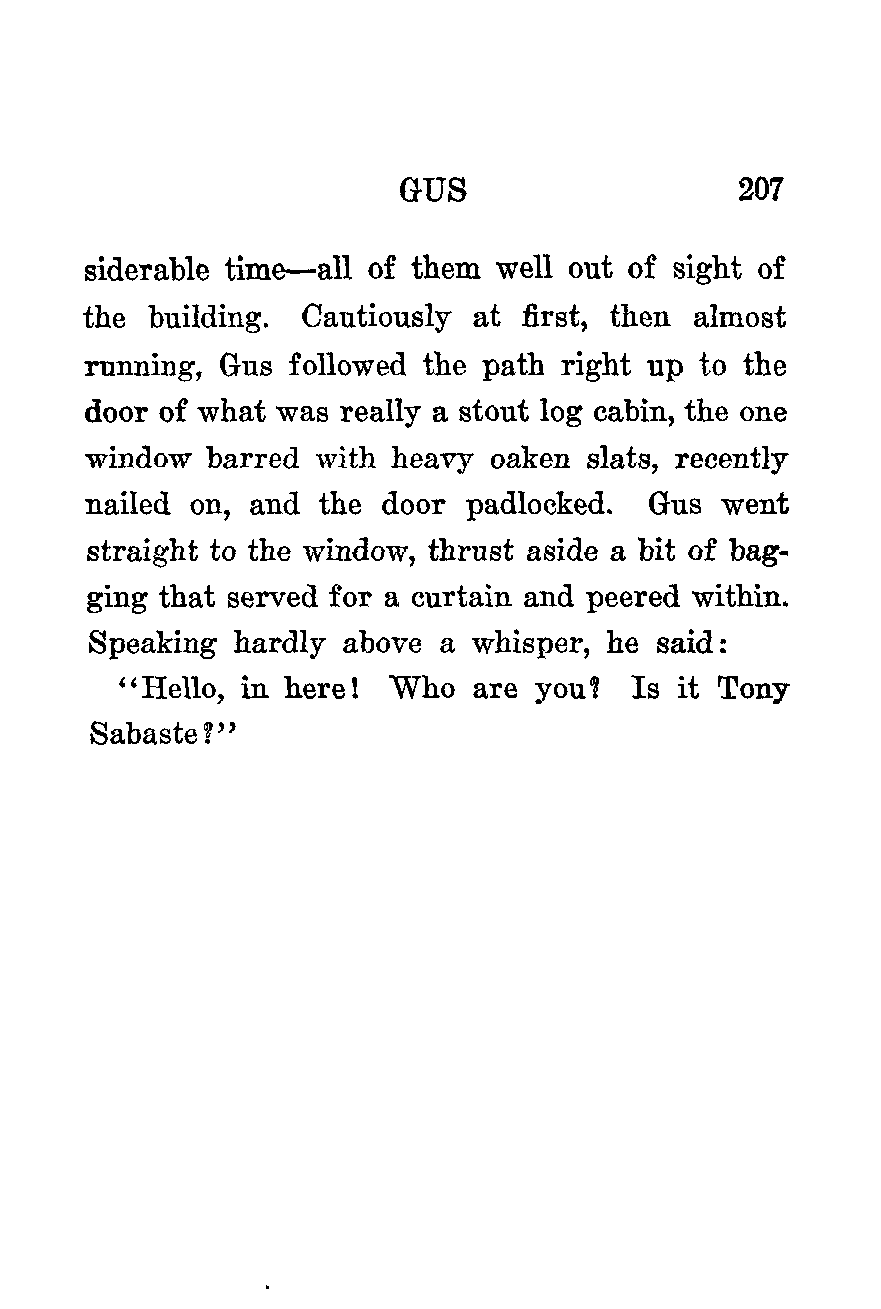 GUS 207
siderable time—all of them well out of sight of
the building. Cautiously at first, then almost
running, Gus followed the path right up to the
door of what was really a stout log cabin, the one
window barred with heavy oaken slats, recently
nailed on, and the door padlocked. Gus went
straight to the window, thrust aside a bit of bag-
ging that served for a curtain and peered within.
Speaking hardly above a whisper, he said:
“Hello, in here! Who are you? Is it Tony
Sabaste?”